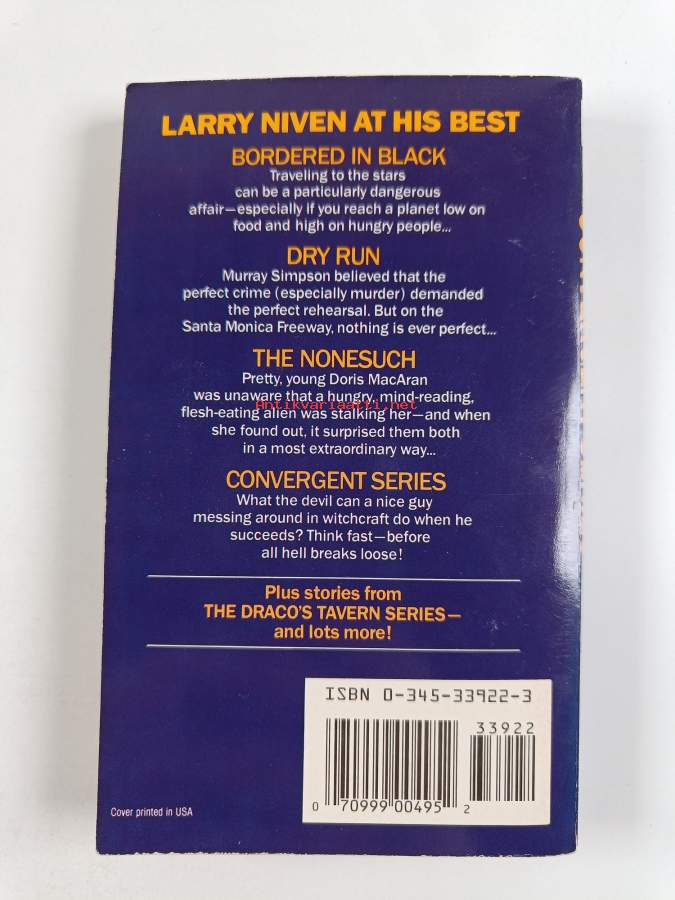 LARRY NIVEN AT HIS BEST
BORDERED IN BLACK
Traveling to the stars
can be a particularly dangerous
affair—especially if you reach a planet low on
food and high on hungry people...
DRY RUN
Murray Simpson believed that the
perfect crime (especially murder) demanded
the perfect rehearsal. But on the
Santa Monica Freeway, nothing is ever perfect...
THE NONESUCH
Pretty, young Doris MacAran
was unaware that a hungry, mind-reading,
Antikvariaatti.net
flesh-eating alien was stalking her—and when
she found out, it surprised them both
in a most extraordinary way...
CONVERGENT SERIES
What the devil can a nice guy
messing around in witchcraft do when he
succeeds? Think fast—before
all hell breaks loose!
Plus stories from
THE DRACO'S TAVERN SERIES—
and lots more!
ISBN 0-345-33922-3
33922
0 70999 00495 2
Cover printed in USA